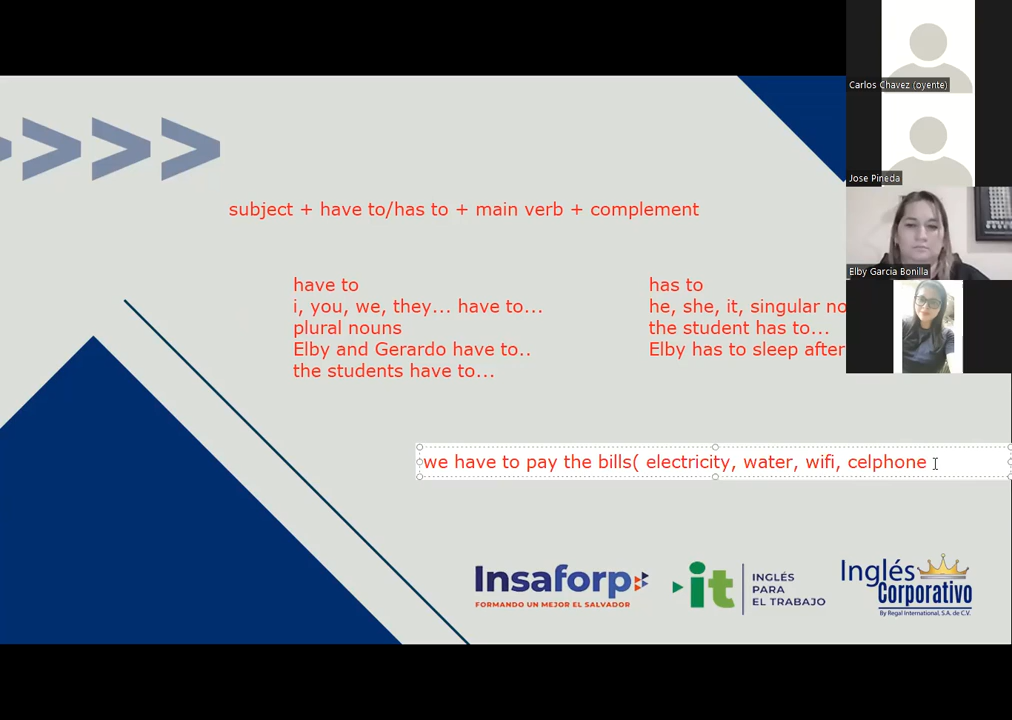 Carlos Chavez (oyente)
Jose Pineda
Elby Garcia Bonilla
>>>>
subject + have to/has to + main verb + complement
have to
i, you, we, they... have to...
plural nouns
Elby and Gerardo have to..
the students have to...
has to
he, she, it, singular
the student has to...
Elby has to sleep after
we have to pay the bills( electricity, water, wifi, celphone
Insaforp
FORMANDO UN MEJOR EL SALVADOR
it
INGLÉS
PARA
EL TRABAJO
Inglés
Corporativo
By Regal International, S.A. de C.V.